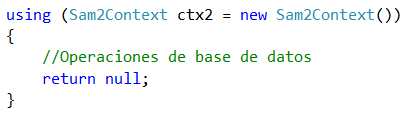 using (Sam2Context ctx2 = new Sam2Context())
{
    //Operaciones de base de datos
    return null;
}